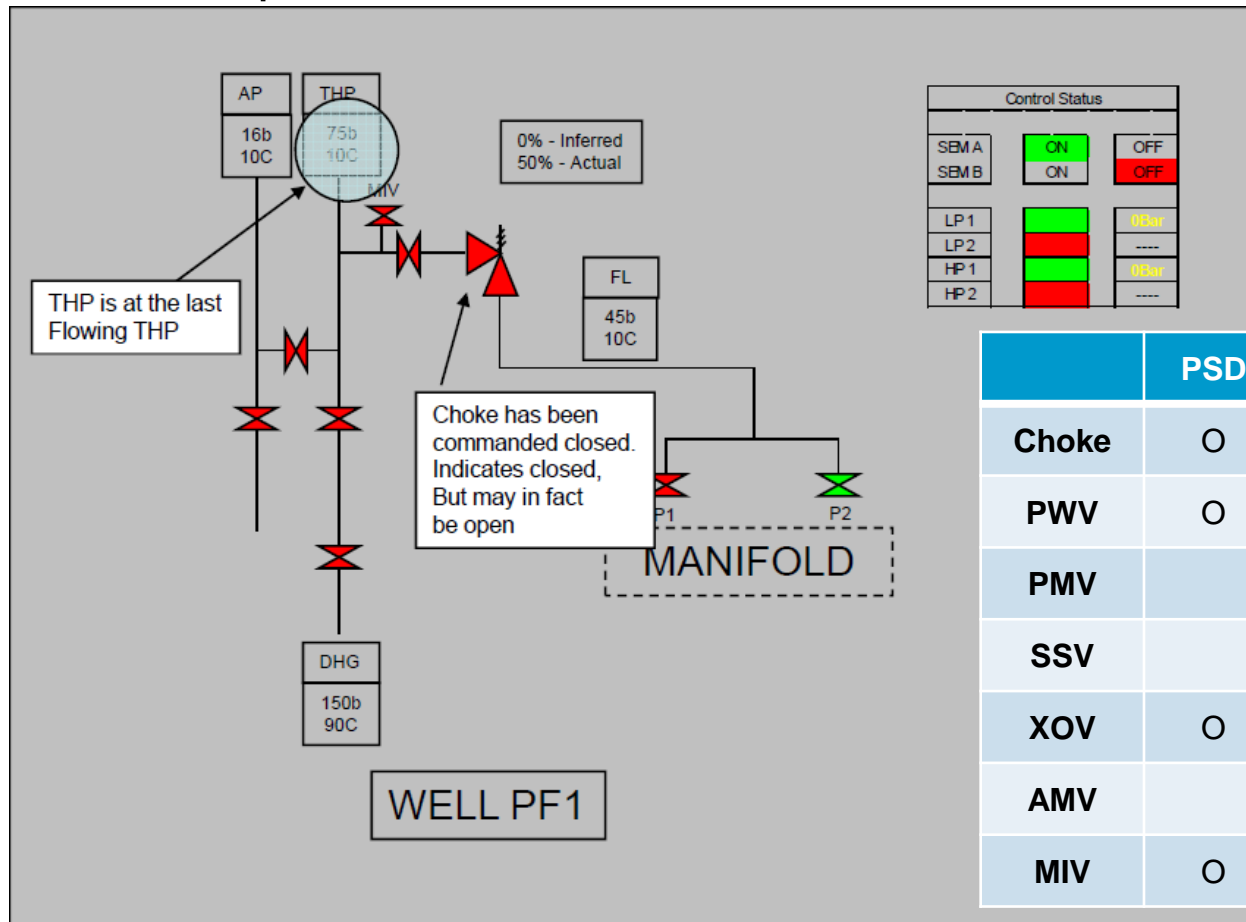 AP
THP
16b
10C
75b
10C
0% - Inferred
50% - Actual
MIV
Control Status
SEM A ON OFF
SEM B ON OFF
LP 1 0Bar
LP 2 ----
HP 1 0Bar
HP 2 ----
THP is at the last
Flowing THP
FL
45b
10C
Choke has been
commanded closed.
Indicates closed,
But may in fact
be open
P1
P2
MANIFOLD
DHG
150b
90C
WELL PF1
PSD
Choke O
PWV O
PMV
SSV
XOV O
AMV
MIV O